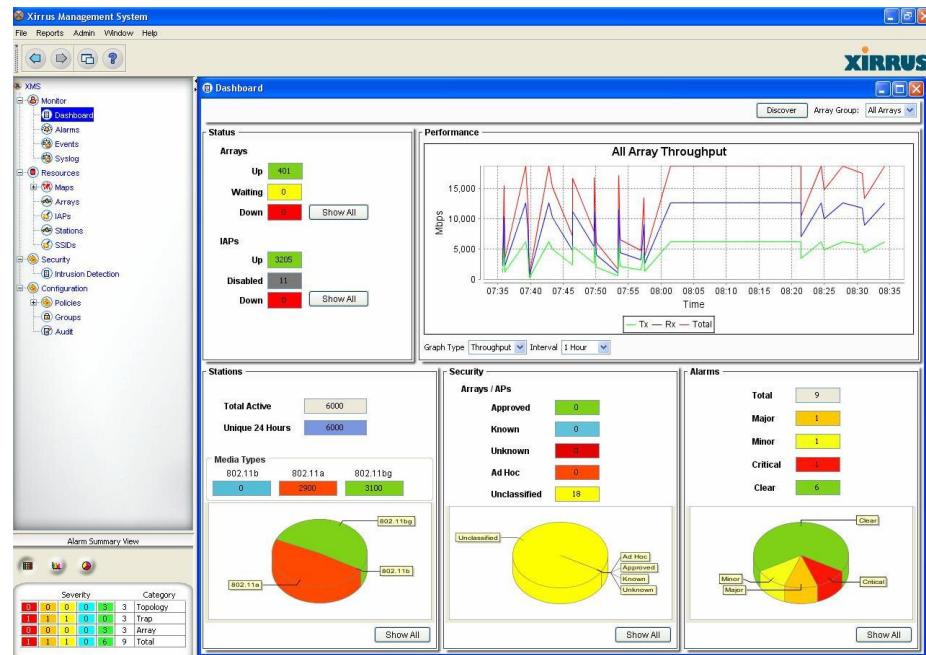 Xirrus Management System
File Reports Admin Window Help
XIRRUS
XMS
Monitor
Dashboard
Alarms
Events
Syslog
Resources
Maps
Arrays
IAPs
Stations
SSIDs
Security
Intrusion Detection
Configuration
Policies
Groups
Audit
Alarm Summary View
Severity Category
0 0 0 0 3 3 Topology
1 1 1 0 0 3 Trap
0 0 0 0 3 3 Array
1 1 1 0 6 9 Total
Dashboard
Discover Array Group: All Arrays
Status
Arrays
Up 401
Waiting 0
Down 0 Show All
IAPs
Up 3205
Disabled 11
Down 0 Show All
Performance
All Array Throughput
Mbps
15,000
10,000
5,000
0
07:35 07:40 07:45 07:50 07:55 08:00 08:05 08:10 08:15 08:20 08:25 08:30 08:35
Time
Tx Rx Total
Graph Type Throughput Interval 1 Hour
Stations
Total Active 6000
Unique 24 Hours 6000
Media Types
802.11b 802.11a 802.11bg
0 2900 3100
802.11bg
802.11b
802.11a
Show All
Security
Arrays / APs
Approved 0
Known 0
Unknown 0
Ad Hoc 0
Unclassified 18
Unclassified
Ad Hoc
Approved
Known
Unknown
Show All
Alarms
Total 9
Major 1
Minor 1
Critical 1
Clear 6
Clear
Minor
Major
Critical
Show All